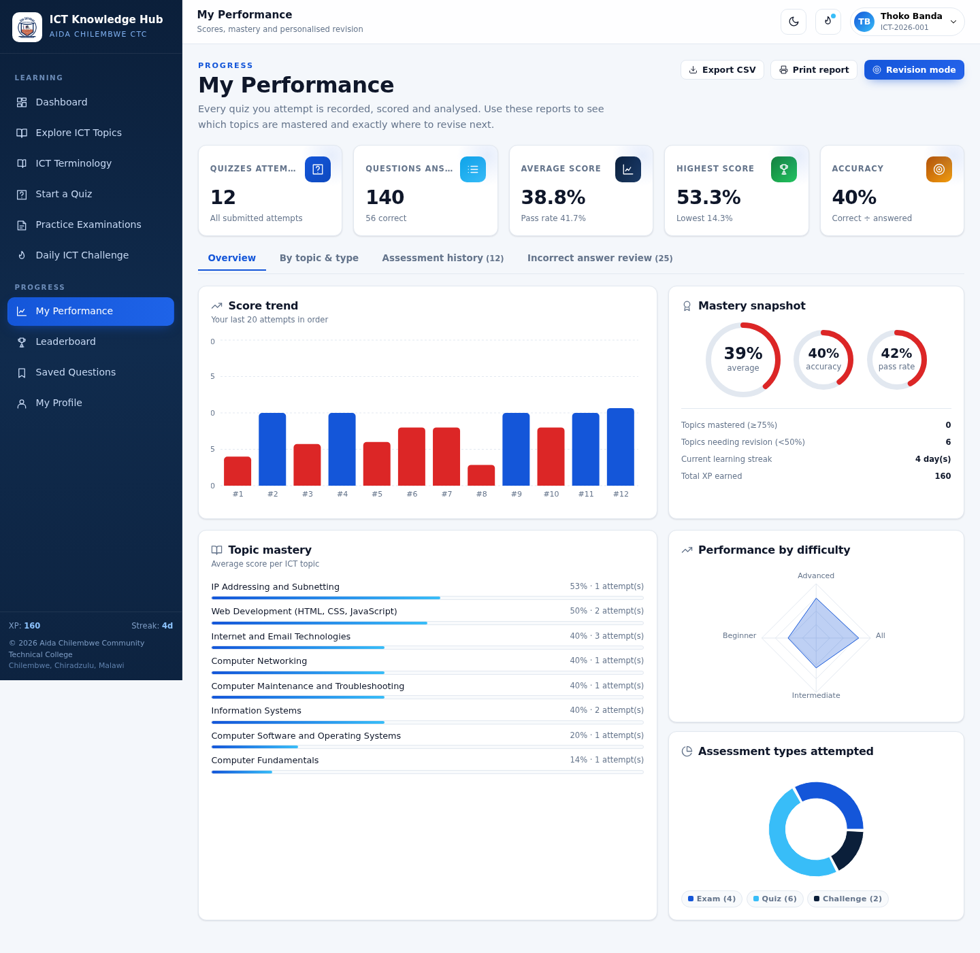 ICT Knowledge Hub
AIDA CHILEMBWE CTC
LEARNING
Dashboard
Explore ICT Topics
ICT Terminology
Start a Quiz
Practice Examinations
Daily ICT Challenge
PROGRESS
My Performance
Leaderboard
Saved Questions
My Profile
XP: 160 Streak: 4d
© 2026 Aida Chilembwe Community
Technical College
Chilembwe, Chiradzulu, Malawi
My Performance
Scores, mastery and personalised revision
TB
Thoko Banda
ICT-2026-001
PROGRESS
My Performance
Every quiz you attempt is recorded, scored and analysed. Use these reports to see
which topics are mastered and exactly where to revise next.
Export CSV
Print report
Revision mode
QUIZZES ATTEM...
12
All submitted attempts
QUESTIONS ANS...
140
56 correct
AVERAGE SCORE
38.8%
Pass rate 41.7%
HIGHEST SCORE
53.3%
Lowest 14.3%
ACCURACY
40%
Correct ÷ answered
Overview
By topic & type
Assessment history (12)
Incorrect answer review (25)
Score trend
Your last 20 attempts in order
0
5
0
5
0
#1 #2 #3 #4 #5 #6 #7 #8 #9 #10 #11 #12
Mastery snapshot
39%
average
40%
accuracy
42%
pass rate
Topics mastered (≥75%) 0
Topics needing revision (<50%) 6
Current learning streak 4 day(s)
Total XP earned 160
Topic mastery
Average score per ICT topic
IP Addressing and Subnetting 53% · 1 attempt(s)
Web Development (HTML, CSS, JavaScript) 50% · 2 attempt(s)
Internet and Email Technologies 40% · 3 attempt(s)
Computer Networking 40% · 1 attempt(s)
Computer Maintenance and Troubleshooting 40% · 1 attempt(s)
Information Systems 40% · 2 attempt(s)
Computer Software and Operating Systems 20% · 1 attempt(s)
Computer Fundamentals 14% · 1 attempt(s)
Performance by difficulty
Advanced
Beginner
All
Intermediate
Assessment types attempted
Exam (4)
Quiz (6)
Challenge (2)